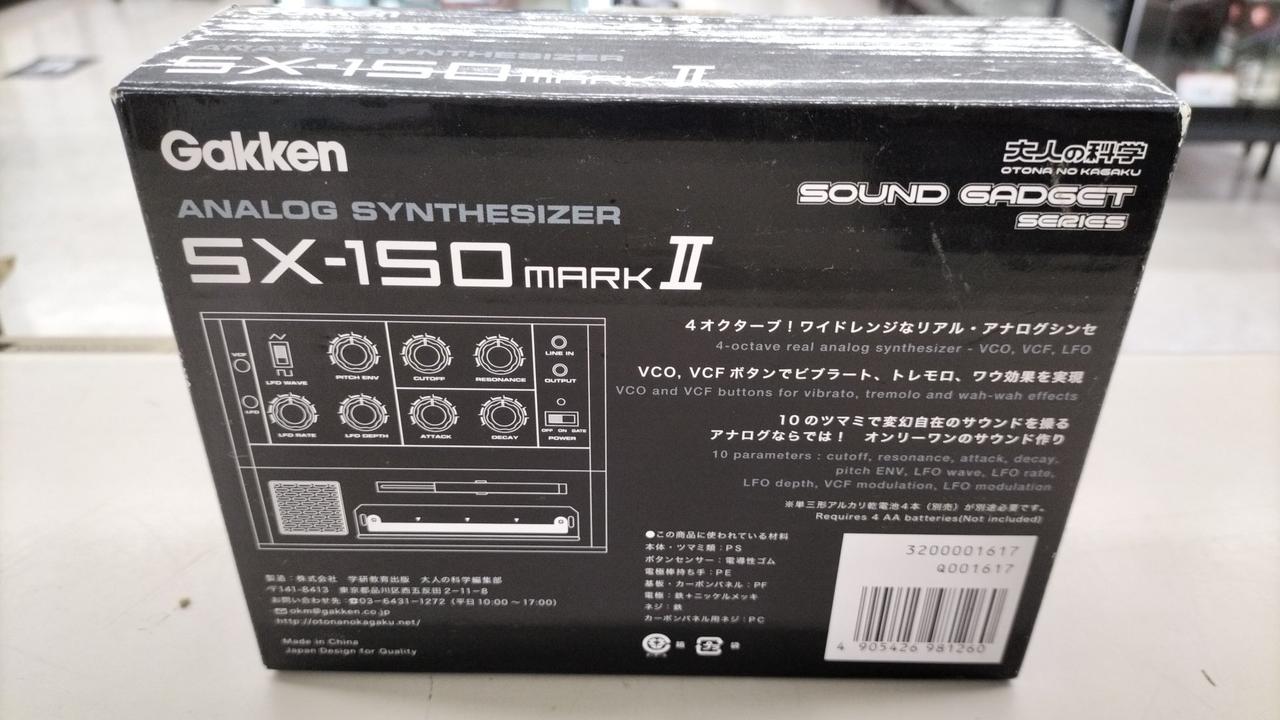 ANALOG SYNTHESIZER
SX-150 MARK II
Gakken
大人の科学
OTONA NO KAGAKU
SOUND GADGET
SERIES
ANALOG SYNTHESIZER
SX-150 MARK II
VCF
LFO
LFO WAVE
PITCH ENV
CUTOFF
RESONANCE
LINE IN
OUTPUT
LFO RATE
LFO DEPTH
ATTACK
DECAY
OFF ON GATE
POWER
4オクターブ！ワイドレンジなリアル・アナログシンセ
4-octave real analog synthesizer - VCO, VCF, LFO
VCO, VCFボタンでビブラート、トレモロ、ワウ効果を実現
VCO and VCF buttons for vibrato, tremolo and wah-wah effects
10のツマミで変幻自在のサウンドを操る
アナログならでは！　オンリーワンのサウンド作り
10 parameters : cutoff, resonance, attack, decay,
pitch ENV, LFO wave, LFO rate,
LFO depth, VCF modulation, LFO modulation
※単三形アルカリ乾電池4本（別売）が別途必要です。
Requires 4 AA batteries(Not included)
●この商品に使われている材料
本体・ツマミ類：PS
ボタンセンサー：電導性ゴム
電極棒持ち手：PE
基板・カーボンパネル：PF
電極：鉄+ニッケルメッキ
ネジ：鉄
カーボンパネル用ネジ：PC
箱
袋
製造：株式会社　学研教育出版　大人の科学編集部
〒141-8413　東京都品川区西五反田2-11-8
お問い合わせ先：☎03-6431-1272（平日10:00～17:00）
okm@gakken.co.jp
http://otonanokagaku.net/
Made in China
Japan Design for Quality
3200001617
Q001617
4 905426 981260